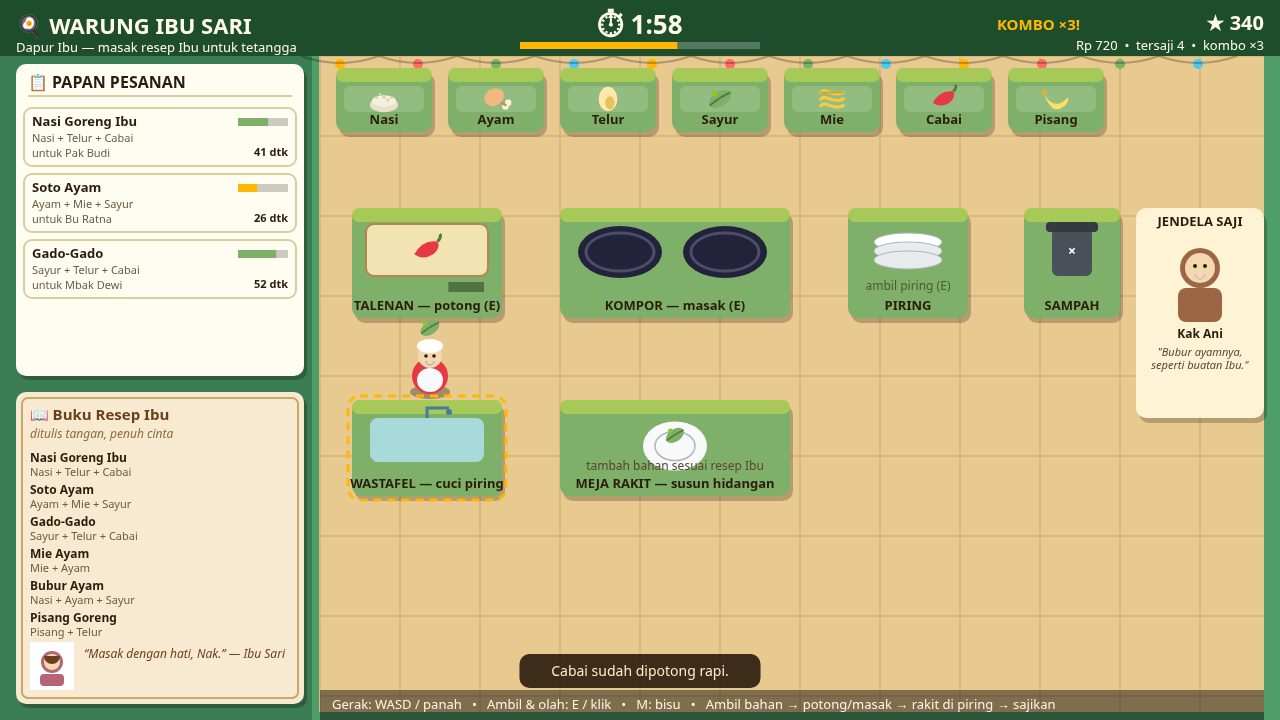 WARUNG IBU SARI
Dapur Ibu — masak resep Ibu untuk tetangga
1:58
KOMBO ×3!
★ 340
Rp 720 • tersaji 4 • kombo ×3
PAPAN PESANAN
Nasi Goreng Ibu
Nasi + Telur + Cabai
untuk Pak Budi
41 dtk
Soto Ayam
Ayam + Mie + Sayur
untuk Bu Ratna
26 dtk
Gado-Gado
Sayur + Telur + Cabai
untuk Mbak Dewi
52 dtk
Buku Resep Ibu
ditulis tangan, penuh cinta
Nasi Goreng Ibu
Nasi + Telur + Cabai
Soto Ayam
Ayam + Mie + Sayur
Gado-Gado
Sayur + Telur + Cabai
Mie Ayam
Mie + Ayam
Bubur Ayam
Nasi + Ayam + Sayur
Pisang Goreng
Pisang + Telur
“Masak dengan hati, Nak.” — Ibu Sari
Nasi
Ayam
Telur
Sayur
Mie
Cabai
Pisang
TALENAN — potong (E)
KOMPOR — masak (E)
ambil piring (E)
PIRING
×
SAMPAH
JENDELA SAJI
Kak Ani
"Bubur ayamnya,
seperti buatan Ibu."
WASTAFEL — cuci piring
tambah bahan sesuai resep Ibu
MEJA RAKIT — susun hidangan
Cabai sudah dipotong rapi.
Gerak: WASD / panah • Ambil & olah: E / klik • M: bisu • Ambil bahan → potong/masak → rakit di piring → sajikan